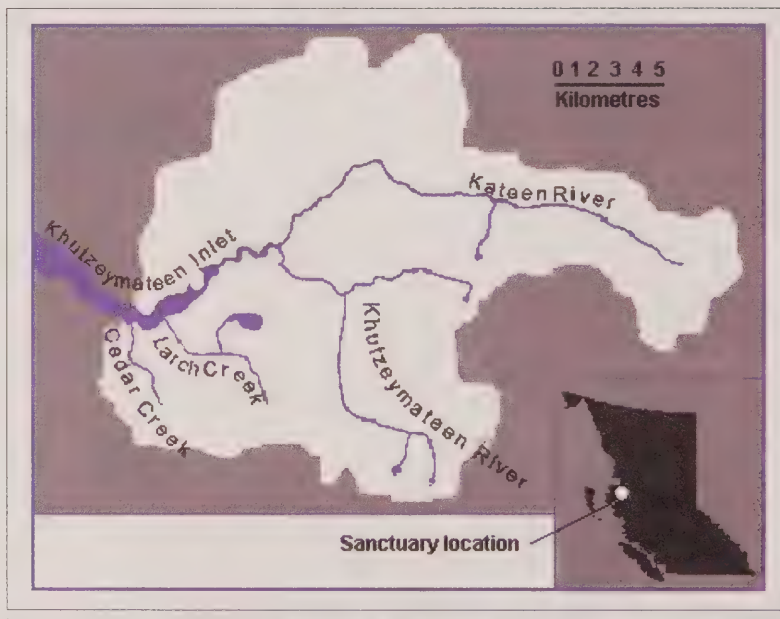 0 1 2 3 4 5
Kilometres
Kateen River
Khutzeymateen Inlet
Larch Creek
Cedar Creek
Khutzeymateen River
Sanctuary location